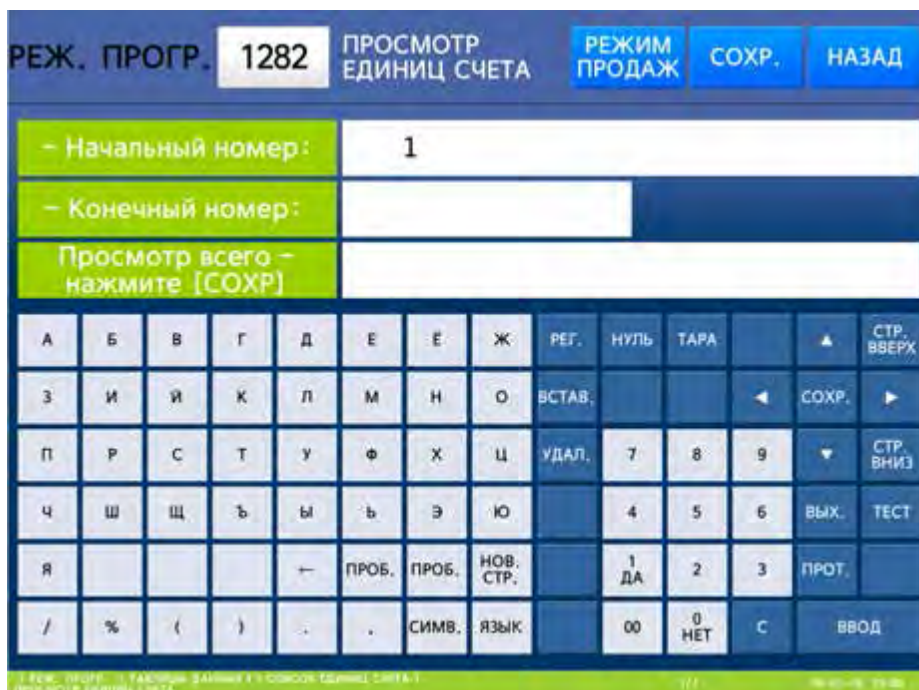 РЕЖ. ПРОГР. 1282 ПРОСМОТР ЕДИНИЦ СЧЕТА РЕЖИМ ПРОДАЖ СОХР. НАЗАД
- Начальный номер: 1
- Конечный номер:
Просмотр всего -
нажмите [СОХР]
А Б В Г Д Е Ё Ж РЕГ. НУЛЬ ТАРА ▲ СТР. ВВЕРХ
З И Й К Л М Н О ВСТАВ. ◀ СОХР. ▶
П Р С Т У Ф Х Ц УДАЛ. 7 8 9 ▼ СТР. ВНИЗ
Ч Ш Щ Ъ Ы Ь Э Ю 4 5 6 ВЫХ. ТЕСТ
Я ← ПРОБ. ПРОБ. НОВ. СТР. 1 ДА 2 3 ПРОТ.
/ % ( ) . , СИМВ. ЯЗЫК 00 0 НЕТ С ВВОД